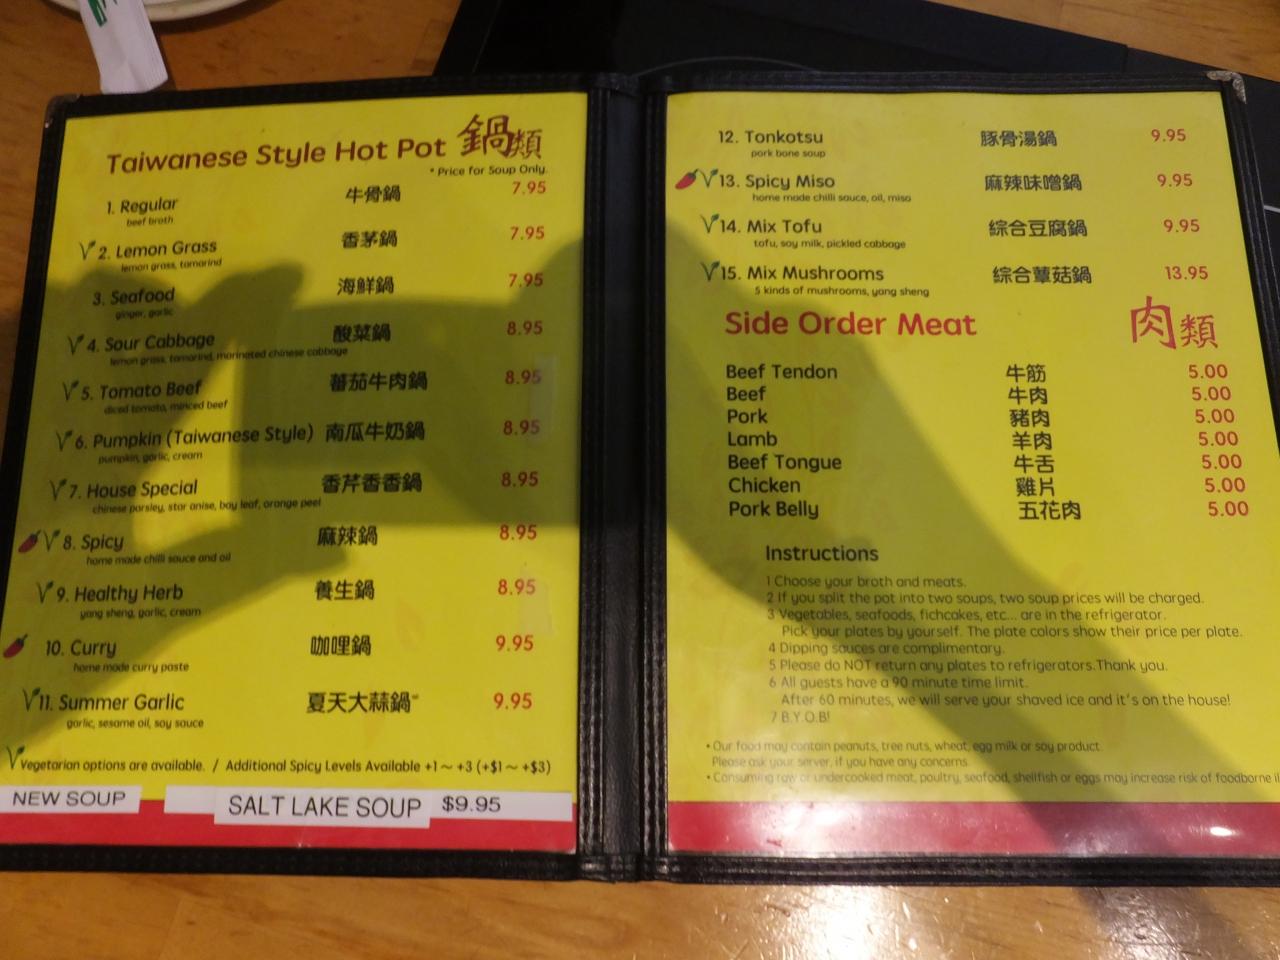 Taiwanese Style Hot Pot 鍋類
* Price for Soup Only.
1. Regular 牛骨鍋 7.95
beef broth
V 2. Lemon Grass 香茅鍋 7.95
lemon grass, tamarind
3. Seafood 海鮮鍋 7.95
ginger, garlic
V 4. Sour Cabbage 酸菜鍋 8.95
lemon grass, tamarind, marinated chinese cabbage
V 5. Tomato Beef 蕃茄牛肉鍋 8.95
diced tomato, minced beef
V 6. Pumpkin (Taiwanese Style) 南瓜牛奶鍋 8.95
pumpkin, garlic, cream
V 7. House Special 香芹香香鍋 8.95
chinese parsley, star anise, bay leaf, orange peel
V 8. Spicy 麻辣鍋 8.95
home made chilli sauce and oil
V 9. Healthy Herb 養生鍋 8.95
yang sheng, garlic, cream
10. Curry 咖哩鍋 9.95
home made curry paste
V 11. Summer Garlic 夏天大蒜鍋 9.95
garlic, sesame oil, soy sauce
V Vegetarian options are available. / Additional Spicy Levels Available +1 ~ +3 (+$1 ~ +$3)
NEW SOUP SALT LAKE SOUP $9.95
12. Tonkotsu 豚骨湯鍋 9.95
pork bone soup
V 13. Spicy Miso 麻辣味噌鍋 9.95
home made chilli sauce, oil, miso
V 14. Mix Tofu 綜合豆腐鍋 9.95
tofu, soy milk, pickled cabbage
V 15. Mix Mushrooms 綜合蕈菇鍋 13.95
5 kinds of mushrooms, yang sheng
Side Order Meat 肉類
Beef Tendon 牛筋 5.00
Beef 牛肉 5.00
Pork 豬肉 5.00
Lamb 羊肉 5.00
Beef Tongue 牛舌 5.00
Chicken 雞片 5.00
Pork Belly 五花肉 5.00
Instructions
1 Choose your broth and meats.
2 If you split the pot into two soups, two soup prices will be charged.
3 Vegetables, seafoods, fichcakes, etc... are in the refrigerator.
Pick your plates by yourself. The plate colors show their price per plate.
4 Dipping sauces are complimentary.
5 Please do NOT return any plates to refrigerators.Thank you.
6 All guests have a 90 minute time limit.
After 60 minutes, we will serve your shaved ice and it's on the house!
7 B.Y.O.B!
• Our food may contain peanuts, tree nuts, wheat, egg milk or soy product.
Please ask your server, if you have any concerns.
• Consuming raw or undercooked meat, poultry, seafood, shellfish or eggs may increase risk of foodborne